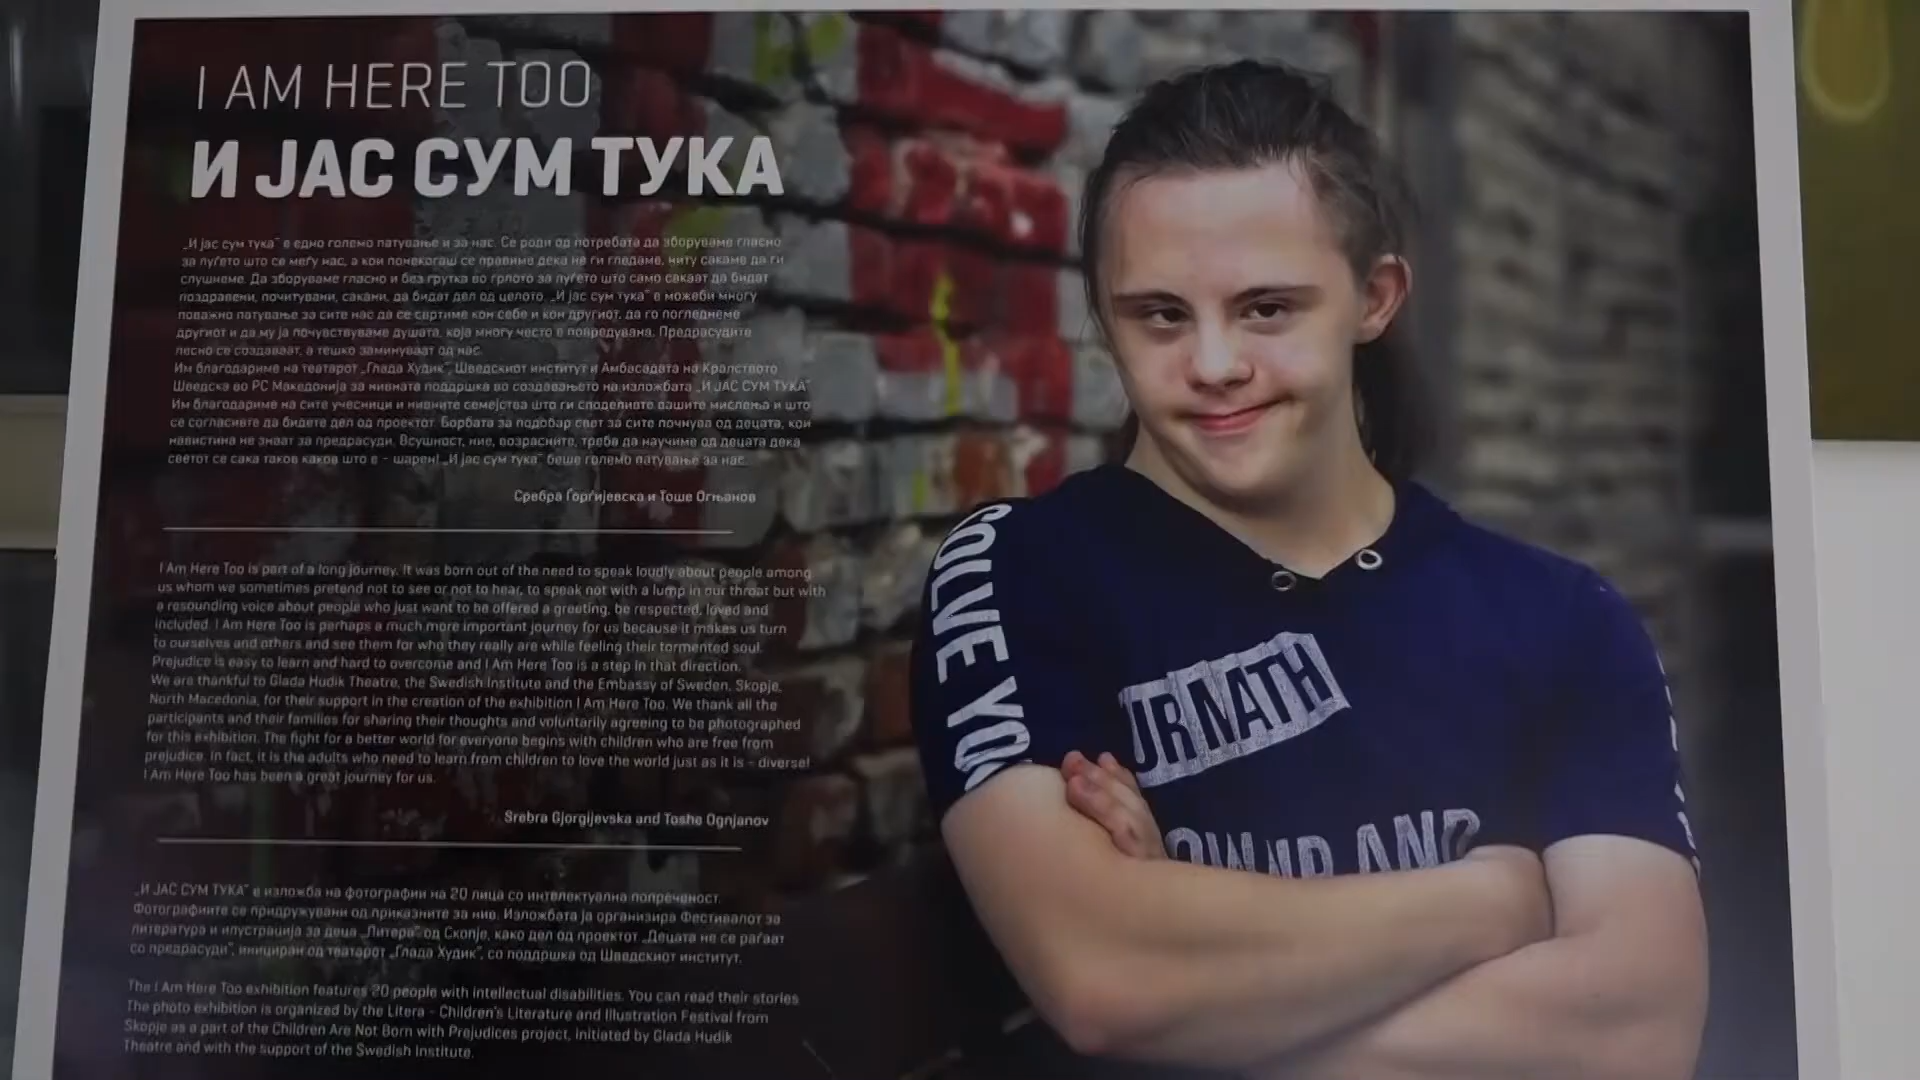 I AM HERE TOO
И ЈАС СУМ ТУКА
„И јас сум тука" е едно големо патување и за нас. Се роди од потребата да зборуваме гласно
за луѓето што се меѓу нас, а кои понекогаш се правиме дека не ги гледаме, ниту сакаме да ги
слушнеме. Да зборуваме гласно и без грутка во грлото за луѓето што само сакаат да бидат
поздравени, почитувани, сакани, да бидат дел од целото. „И јас сум тука" е можеби многу
поважно патување за сите нас да се свртиме кон себе и кон другиот, да го погледнеме
другиот и да му ја почувствуваме душата, која многу често е повредувана. Предрасудите
лесно се создаваат, а тешко заминуваат од нас.
Им благодариме на театарот „Глада Худик", Шведскиот институт и Амбасадата на Кралството
Шведска во РС Македонија за нивната поддршка во создавањето на изложбата „И ЈАС СУМ ТУКА"
Им благодариме на сите учесници и нивните семејства што ги споделивте вашите мислења и што
се согласивте да бидете дел од проектот. Борбата за подобар свет за сите почнува од децата, кои
навистина не знаат за предрасуди. Всушност, ние, возрасните, треба да научиме од децата дека
светот се сака таков каков што е - шарен! „И јас сум тука" беше големо патување за нас.
Сребра Ѓорѓијевска и Тоше Огњанов
I Am Here Too is part of a long journey. It was born out of the need to speak loudly about people among
us whom we sometimes pretend not to see or not to hear, to speak not with a lump in our throat but with
a resounding voice about people who just want to be offered a greeting, be respected, loved and
included. I Am Here Too is perhaps a much more important journey for us because it makes us turn
to ourselves and others and see them for who they really are while feeling their tormented soul.
Prejudice is easy to learn and hard to overcome and I Am Here Too is a step in that direction.
We are thankful to Glada Hudik Theatre, the Swedish Institute and the Embassy of Sweden, Skopje,
North Macedonia, for their support in the creation of the exhibition I Am Here Too. We thank all the
participants and their families for sharing their thoughts and voluntarily agreeing to be photographed
for this exhibition. The fight for a better world for everyone begins with children who are free from
prejudice. In fact, it is the adults who need to learn from children to love the world just as it is - diverse!
I Am Here Too has been a great journey for us.
Srebra Gjorgijevska and Toshe Ognjanov
„И ЈАС СУМ ТУКА" е изложба на фотографии на 20 лица со интелектуална попреченост.
Фотографиите се придружувани од приказните за нив. Изложбата ја организира Фестивалот за
литература и илустрација за деца „Литера" од Скопје, како дел од проектот „Децата не се раѓаат
со предрасуди", инициран од театарот „Глада Худик", со поддршка од Шведскиот институт.
The I Am Here Too exhibition features 20 people with intellectual disabilities. You can read their stories
The photo exhibition is organized by the Litera - Children's Literature and Illustration Festival from
Skopje as a part of the Children Are Not Born with Prejudices project, initiated by Glada Hudik
Theatre and with the support of the Swedish Institute.
SOLVE YOU
UR MATH
AND